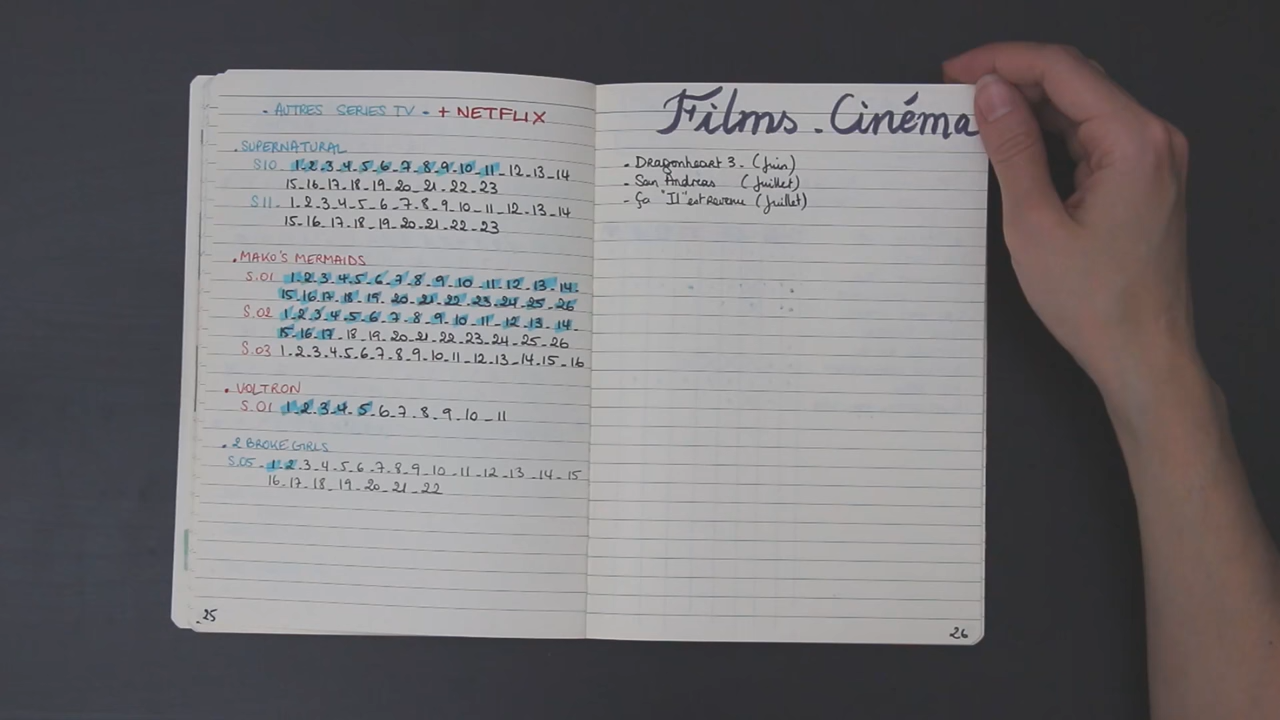 - AUTRES SERIES TV - + NETFLIX
. SUPERNATURAL
S10 1-2-3-4-5-6-7-8-9-10-11-12-13-14
15-16-17-18-19-20-21-22-23
S11. 1-2-3-4-5-6-7-8-9-10-11-12-13-14
15-16-17-18-19-20-21-22-23
. MAKO'S MERMAIDS
S.01 1-2-3-4-5-6-7-8-9-10-11-12-13-14-
15-16-17-18-19-20-21-22-23-24-25-26
S.02 1-2-3-4-5-6-7-8-9-10-11-12-13-14-
15-16-17-18-19-20-21-22-23-24-25-26
S.03 1-2-3-4-5-6-7-8-9-10-11-12-13-14-15-16
. VOLTRON
S.01 1-2-3-4-5-6-7-8-9-10-11
. 2 BROKE GIRLS
S.05-1-2-3-4-5-6-7-8-9-10-11-12-13-14-15
16-17-18-19-20-21-22
25
Films - Cinéma
- Dragonheart 3 - (Juin)
- San Andreas (Juillet)
- Ça "Il" est revenu (Juillet)
26